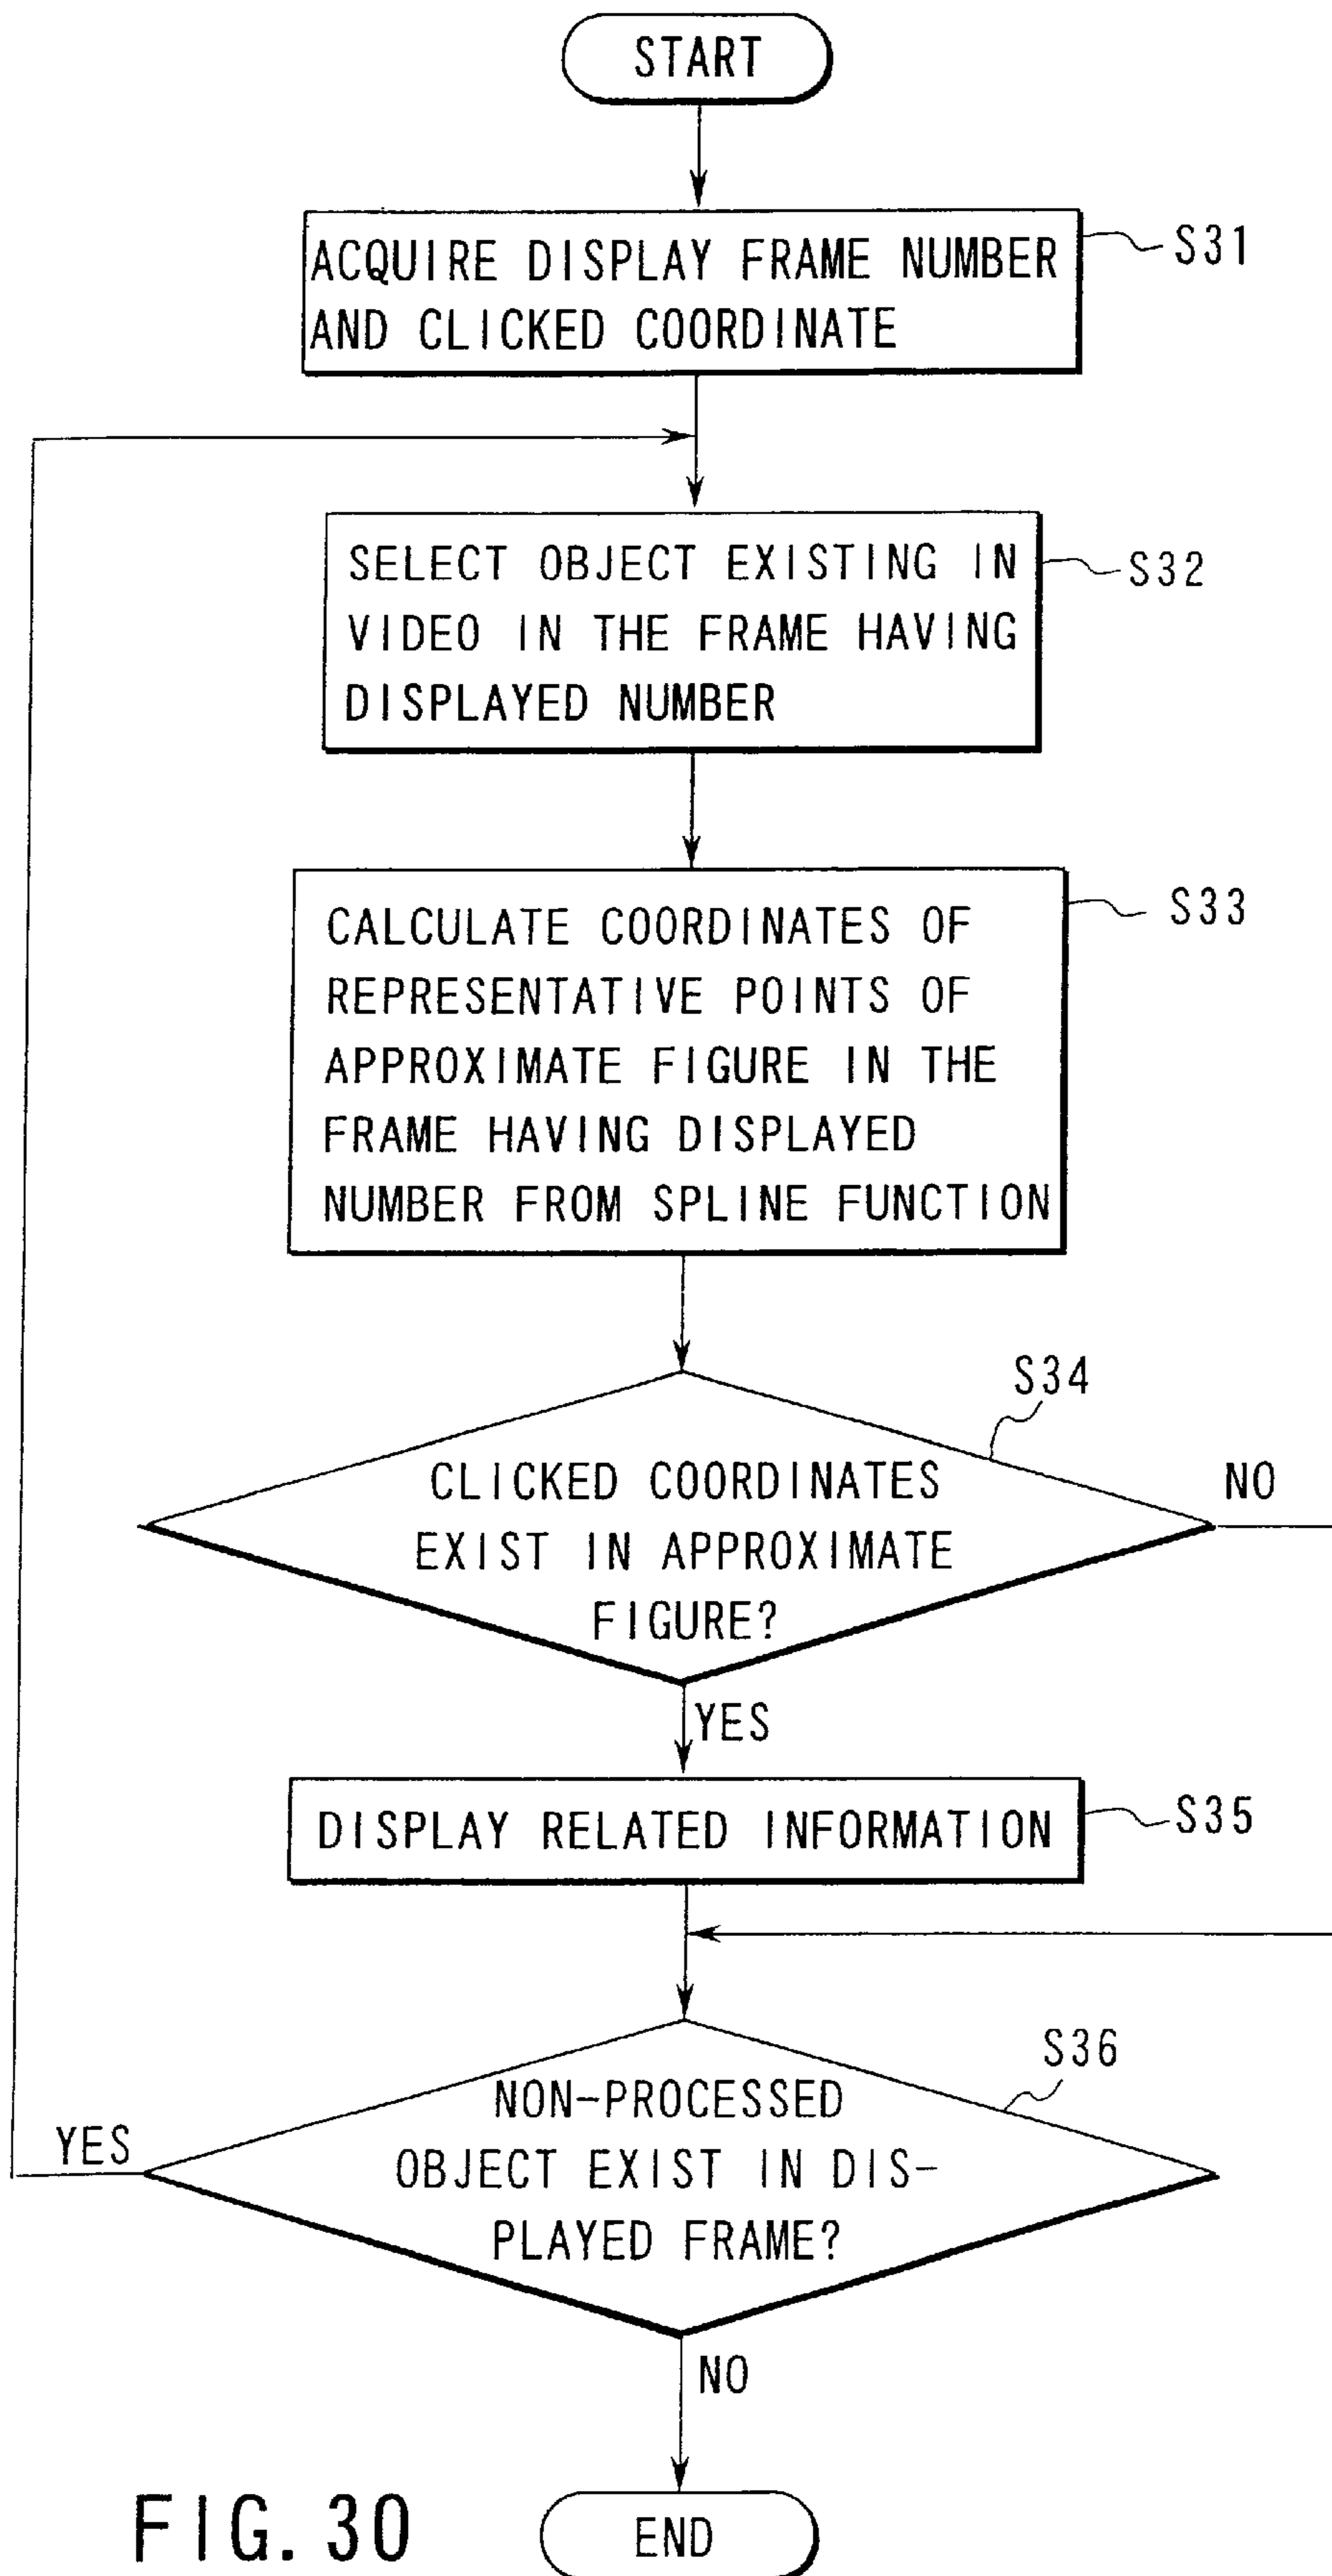 START
ACQUIRE DISPLAY FRAME NUMBER
AND CLICKED COORDINATE
S31
SELECT OBJECT EXISTING IN
VIDEO IN THE FRAME HAVING
DISPLAYED NUMBER
S32
CALCULATE COORDINATES OF
REPRESENTATIVE POINTS OF
APPROXIMATE FIGURE IN THE
FRAME HAVING DISPLAYED
NUMBER FROM SPLINE FUNCTION
S33
S34
CLICKED COORDINATES
EXIST IN APPROXIMATE
FIGURE?
NO
YES
DISPLAY RELATED INFORMATION
S35
S36
NON-PROCESSED
OBJECT EXIST IN DIS-
PLAYED FRAME?
YES
NO
END
FIG. 30